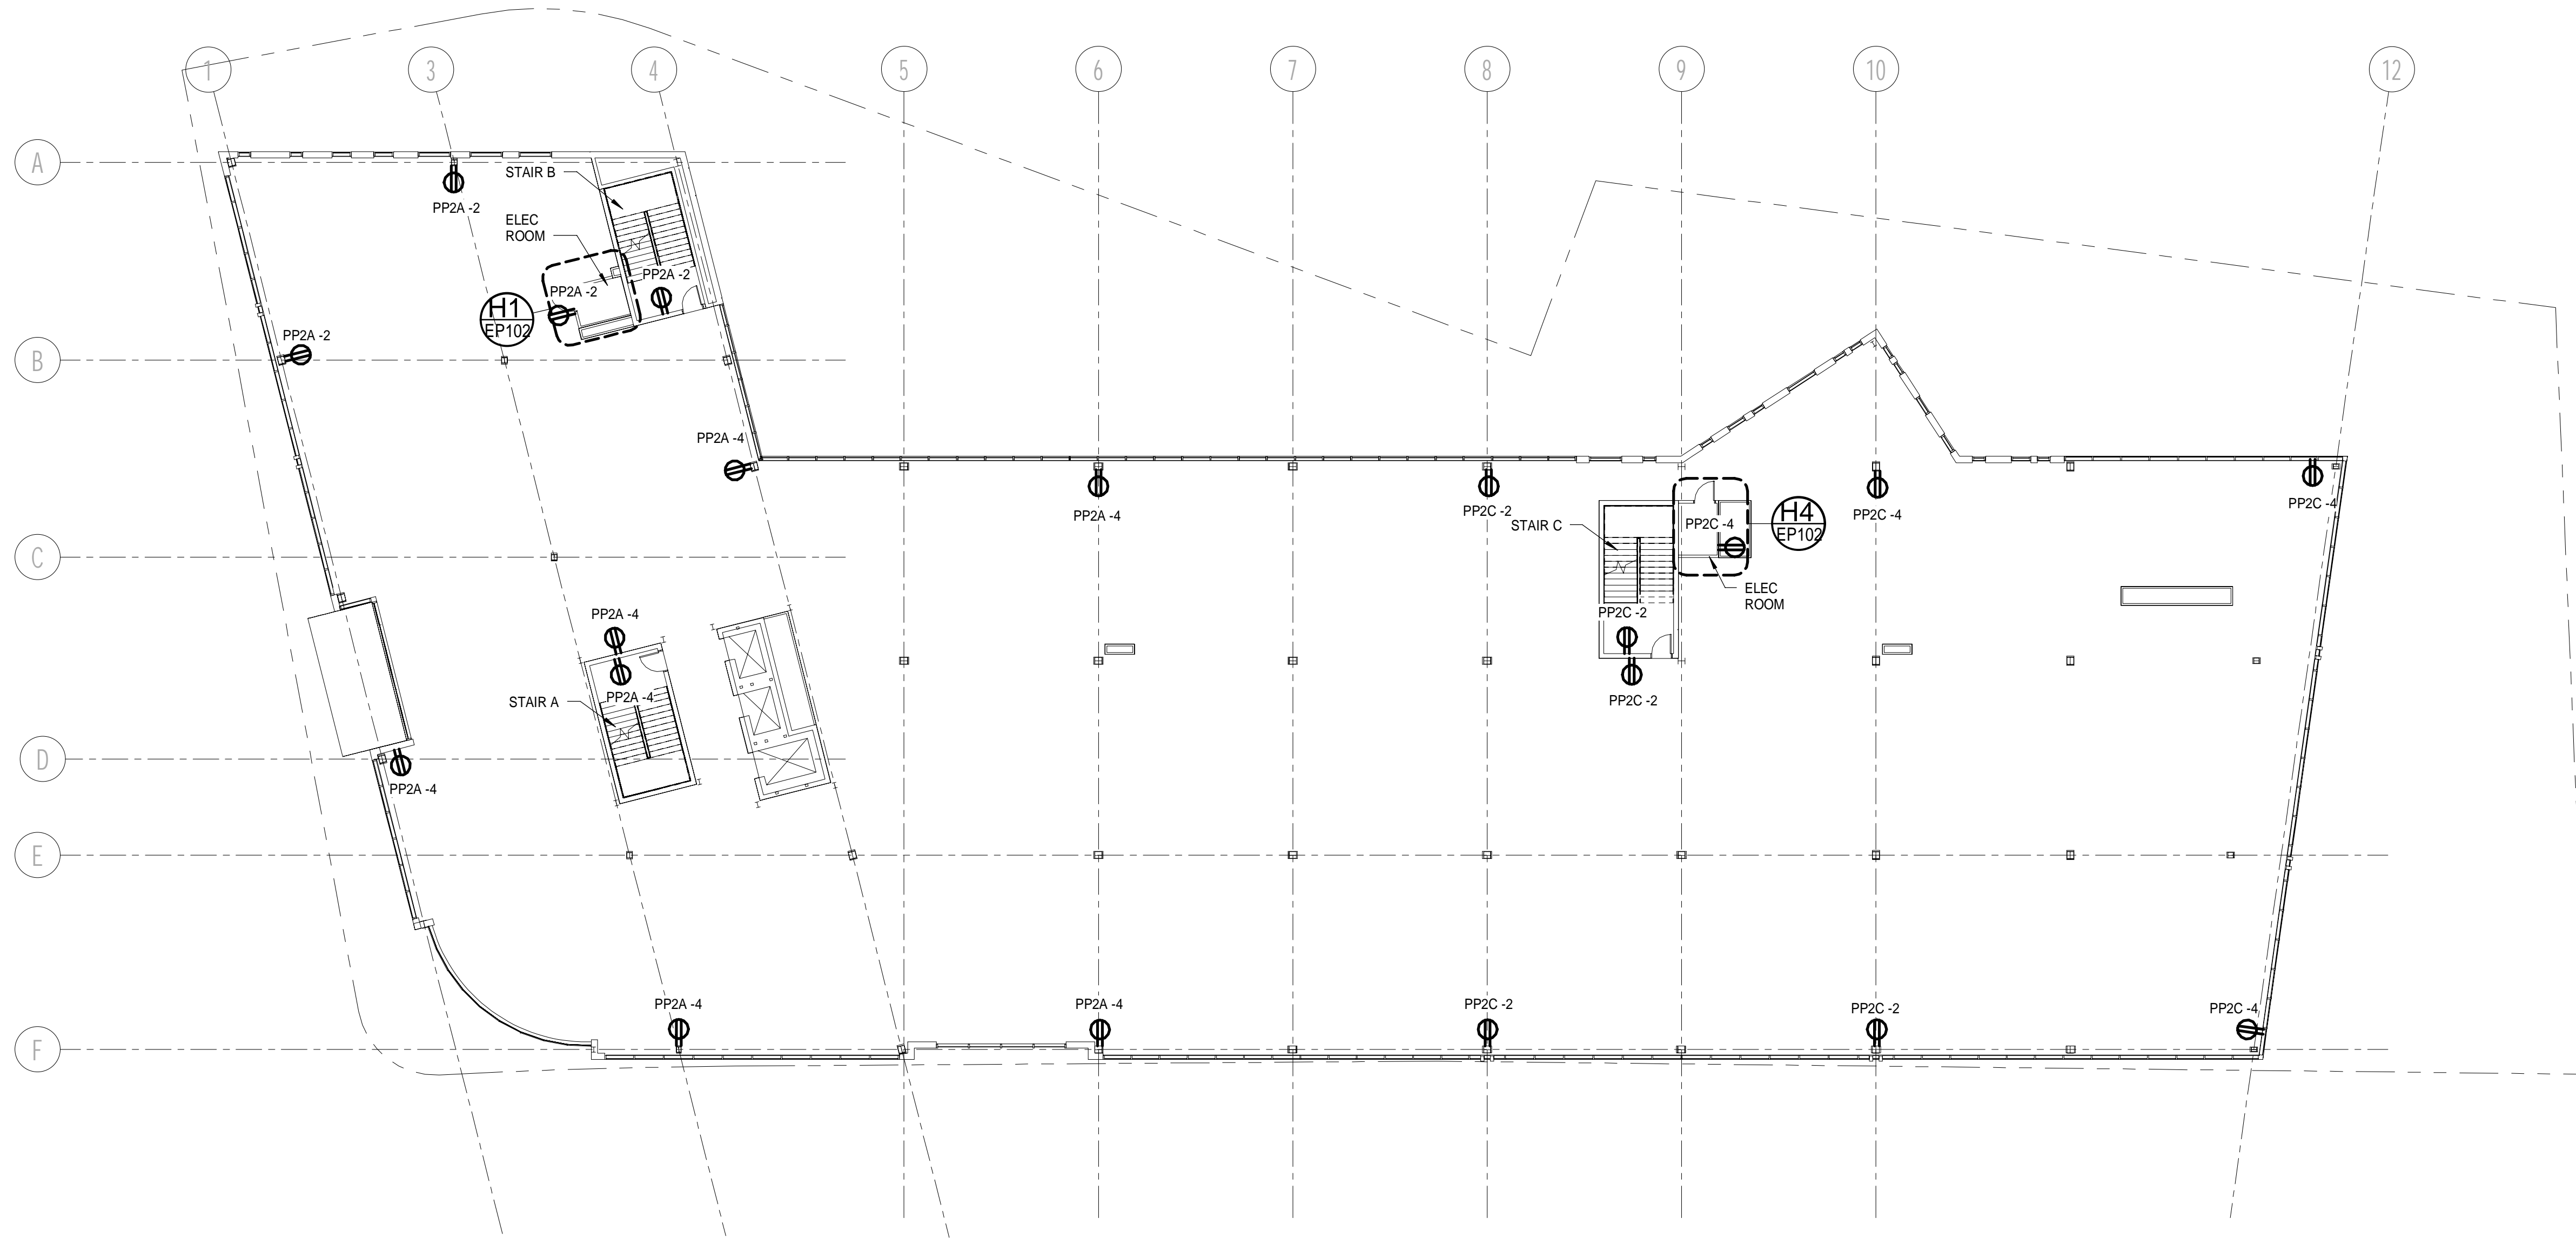 1
3
4
5
6
7
8
9
10
12
A
STAIR B
PP2A -2
ELEC
ROOM
PP2A -2
PP2A -2
H1
EP102
PP2A -2
B
PP2A -4
PP2A -4
PP2C -2
PP2C -4
PP2C -4
H4
EP102
STAIR C
PP2C -4
C
ELEC
ROOM
PP2A -4
PP2C -2
PP2A -4
STAIR A
PP2C -2
D
PP2A -4
E
PP2A -4
PP2A -4
PP2C -2
PP2C -2
PP2C -4
F